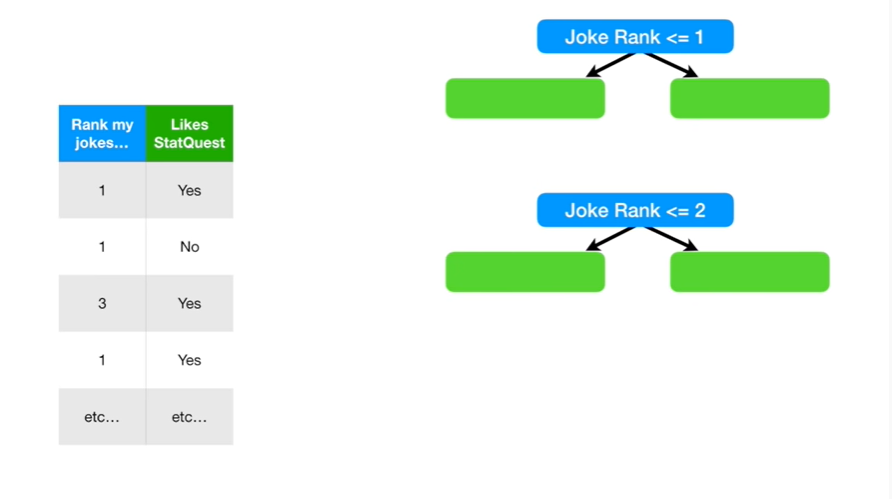 Joke Rank <= 1
Rank my
jokes...
Likes
StatQuest
1 Yes
1 No
3 Yes
1 Yes
etc... etc...
Joke Rank <= 2